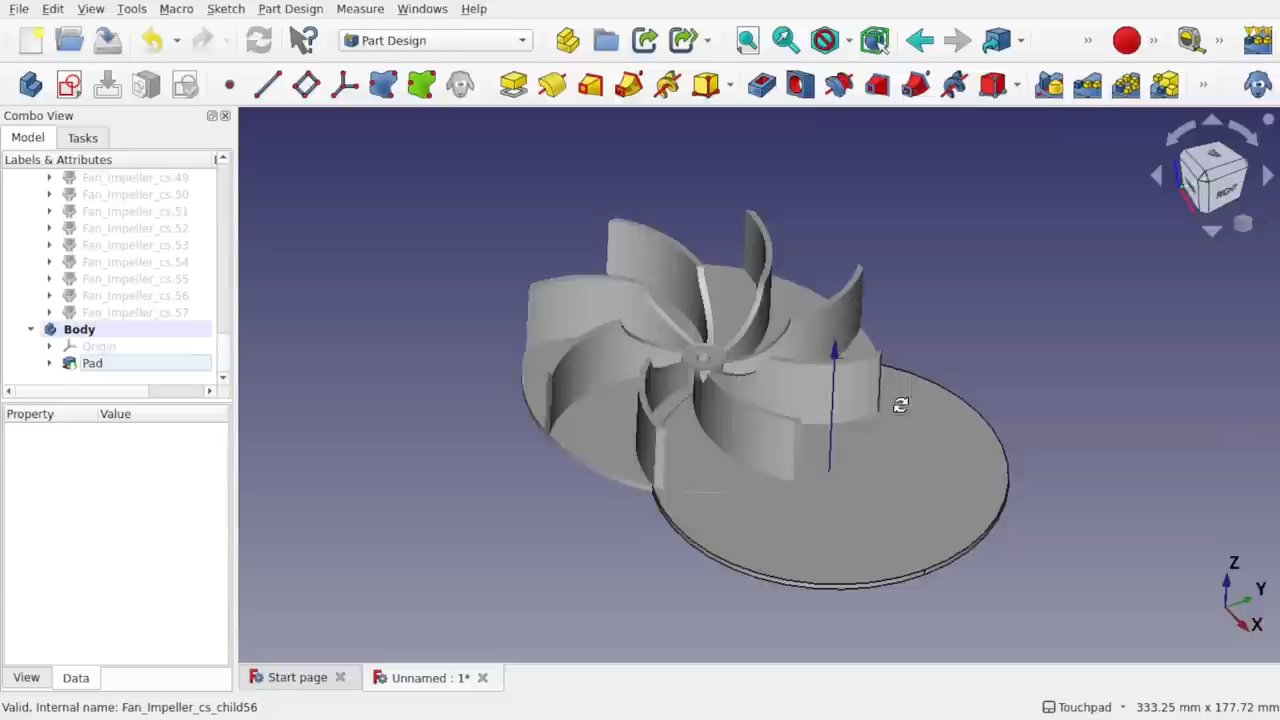 File Edit View Tools Macro Sketch Part Design Measure Windows Help
Part Design
Combo View
Model Tasks
Labels & Attributes
Fan_Impeller_cs.49
Fan_Impeller_cs.50
Fan_Impeller_cs.51
Fan_Impeller_cs.52
Fan_Impeller_cs.53
Fan_Impeller_cs.54
Fan_Impeller_cs.55
Fan_Impeller_cs.56
Fan_Impeller_cs.57
Body
Origin
Pad
Property Value
RIGHT
Z
Y
X
View Data
Start page
Unnamed : 1*
Valid, Internal name: Fan_Impeller_cs_child56
Touchpad
333.25 mm x 177.72 mm